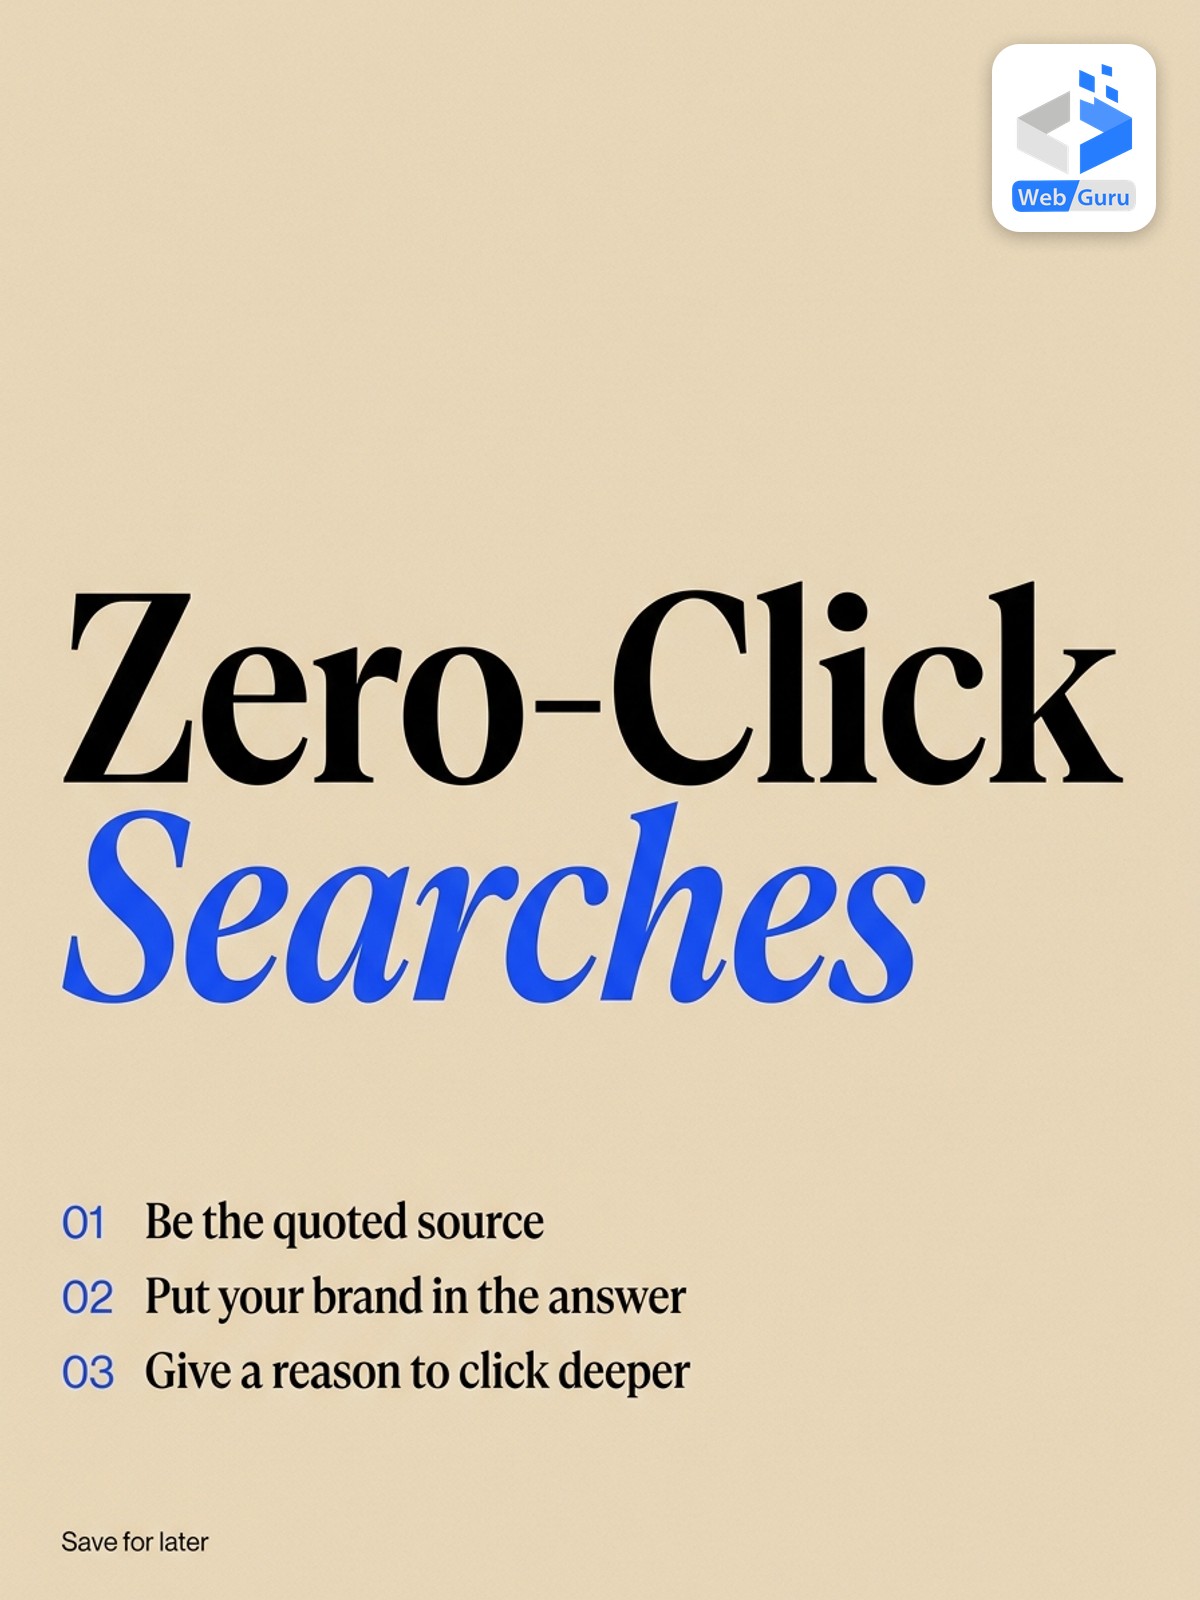 Web Guru
Zero-Click
Searches
01 Be the quoted source
02 Put your brand in the answer
03 Give a reason to click deeper
Save for later